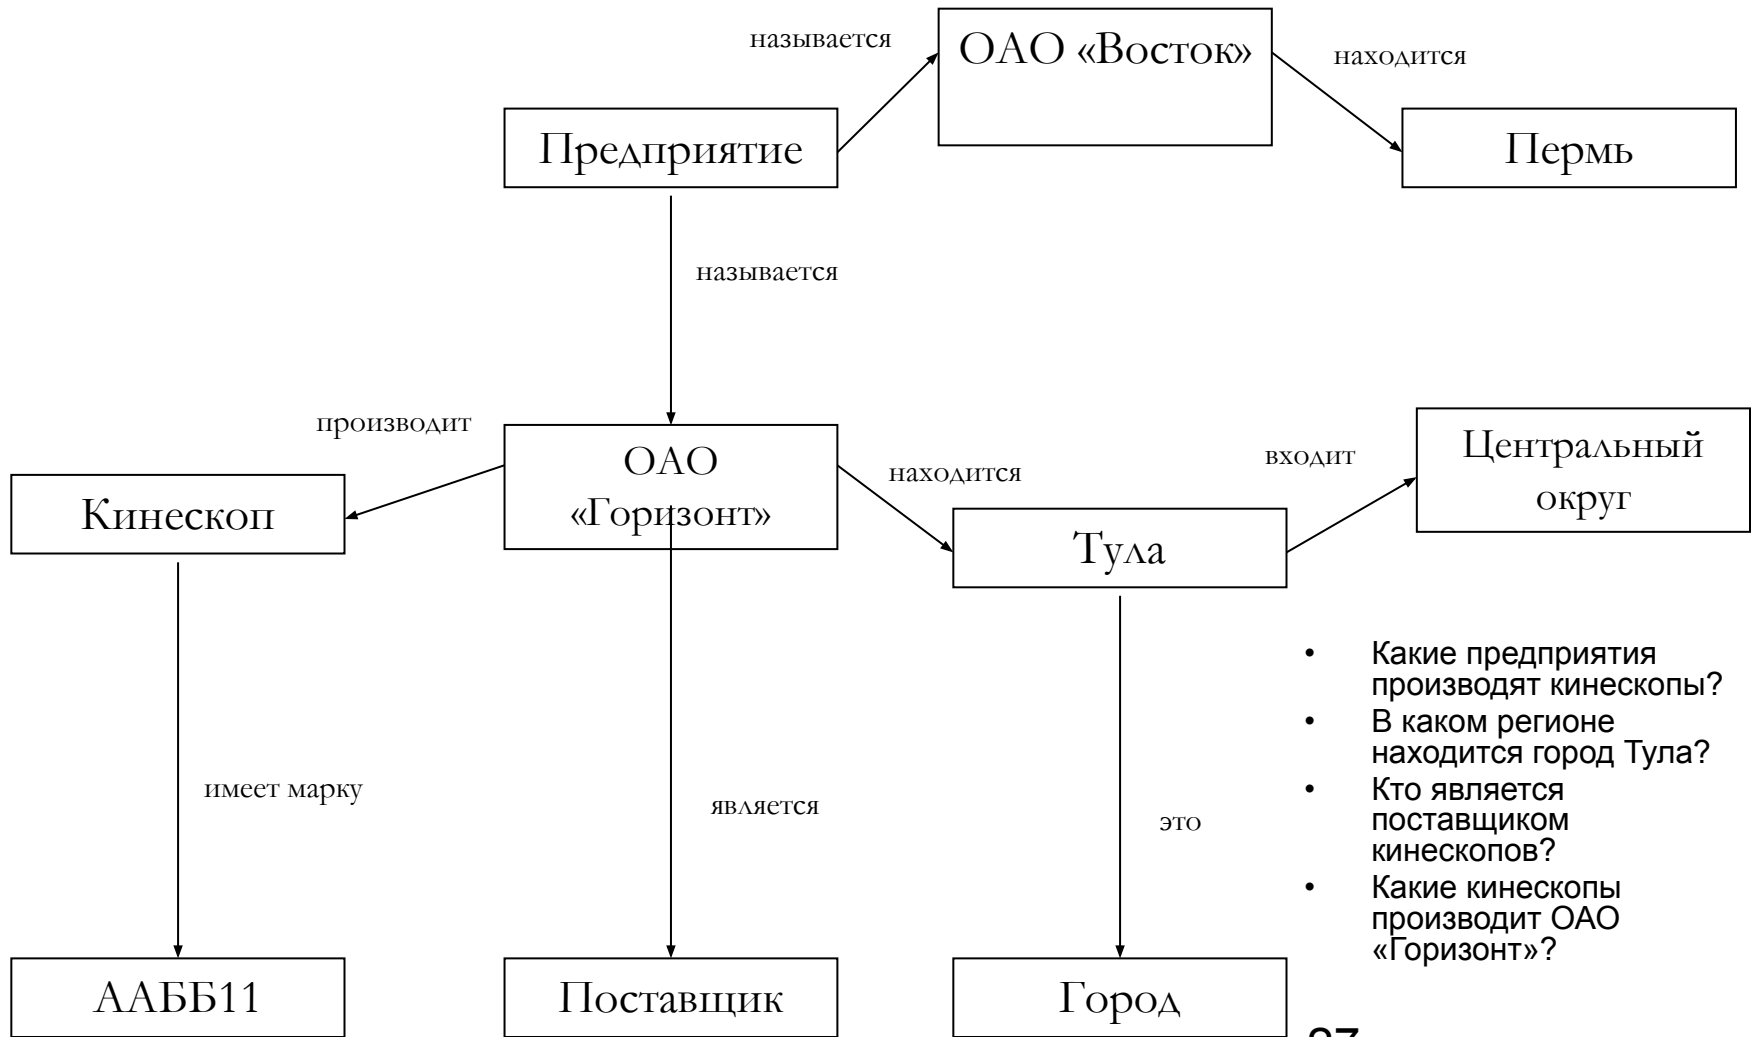 называется
ОАО «Восток»
находится
Предприятие
Пермь
называется
производит
ОАО
«Горизонт»
находится
входит
Центральный
округ
Кинескоп
Тула
имеет марку
является
это
• Какие предприятия
производят кинескопы?
• В каком регионе
находится город Тула?
• Кто является
поставщиком
кинескопов?
• Какие кинескопы
производит ОАО
«Горизонт»?
ААББ11
Поставщик
Город